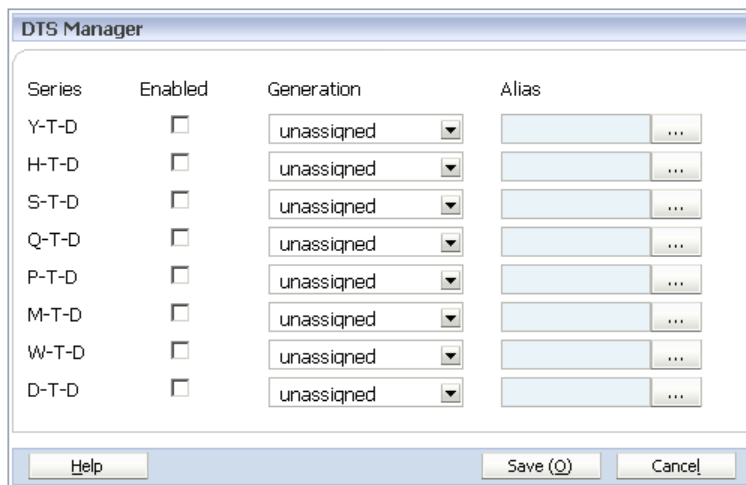 DTS Manager
Series Enabled Generation Alias
Y-T-D unassigned ...
H-T-D unassigned ...
S-T-D unassigned ...
Q-T-D unassigned ...
P-T-D unassigned ...
M-T-D unassigned ...
W-T-D unassigned ...
D-T-D unassigned ...
Help Save (O) Cancel